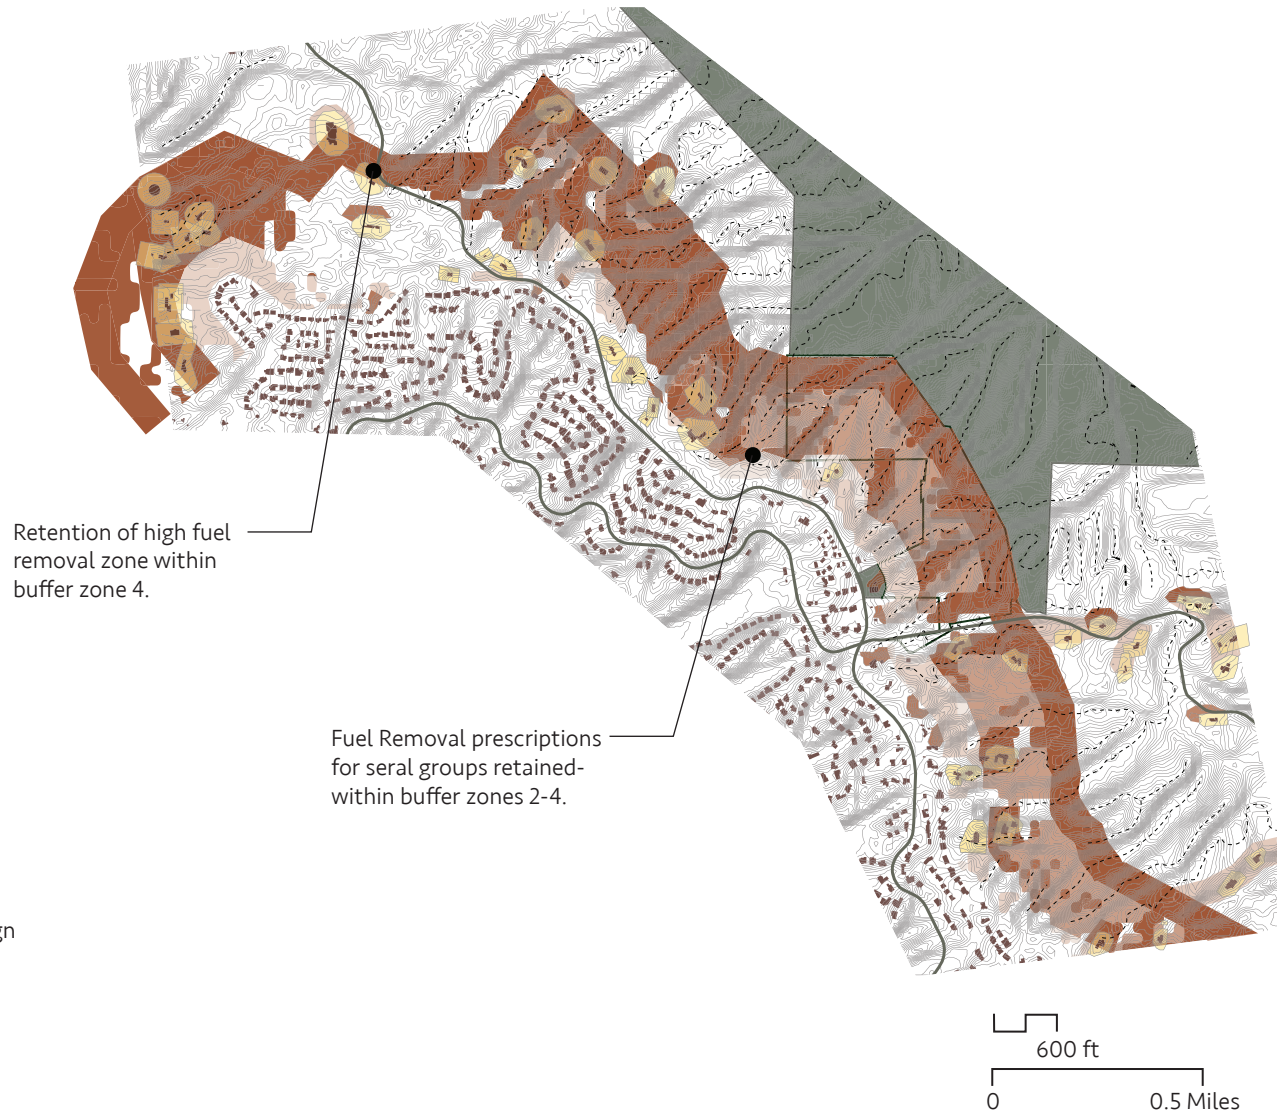 Retention of high fuel
removal zone within
buffer zone 4.
Fuel Removal prescriptions
for seral groups retained-
within buffer zones 2-4.
gn
600 ft
0
0.5 Miles